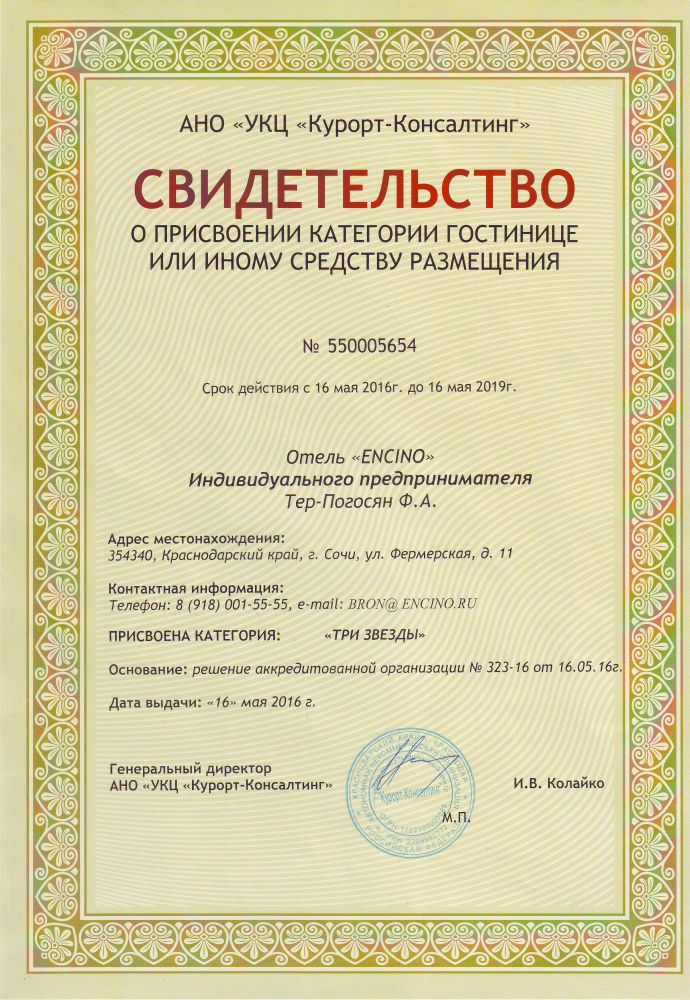 АНО «УКЦ «Курорт-Консалтинг»
СВИДЕТЕЛЬСТВО
О ПРИСВОЕНИИ КАТЕГОРИИ ГОСТИНИЦЕ
ИЛИ ИНОМУ СРЕДСТВУ РАЗМЕЩЕНИЯ
№ 550005654
Срок действия с 16 мая 2016г. до 16 мая 2019г.
Отель «ENCINO»
Индивидуального предпринимателя
Тер-Погосян Ф.А.
Адрес местонахождения:
354340, Краснодарский край, г. Сочи, ул. Фермерская, д. 11
Контактная информация:
Телефон: 8 (918) 001-55-55, e-mail: BRON@ ENCINO.RU
ПРИСВОЕНА КАТЕГОРИЯ: «ТРИ ЗВЕЗДЫ»
Основание: решение аккредитованной организации № 323-16 от 16.05.16г.
Дата выдачи: «16» мая 2016 г.
Генеральный директор
АНО «УКЦ «Курорт-Консалтинг» И.В. Колайко
КРАСНОДАРСКИЙ КРАЙ
"Курорт-Консалтинг"
РОССИЙСКАЯ ФЕДЕРАЦИЯ
М.П.